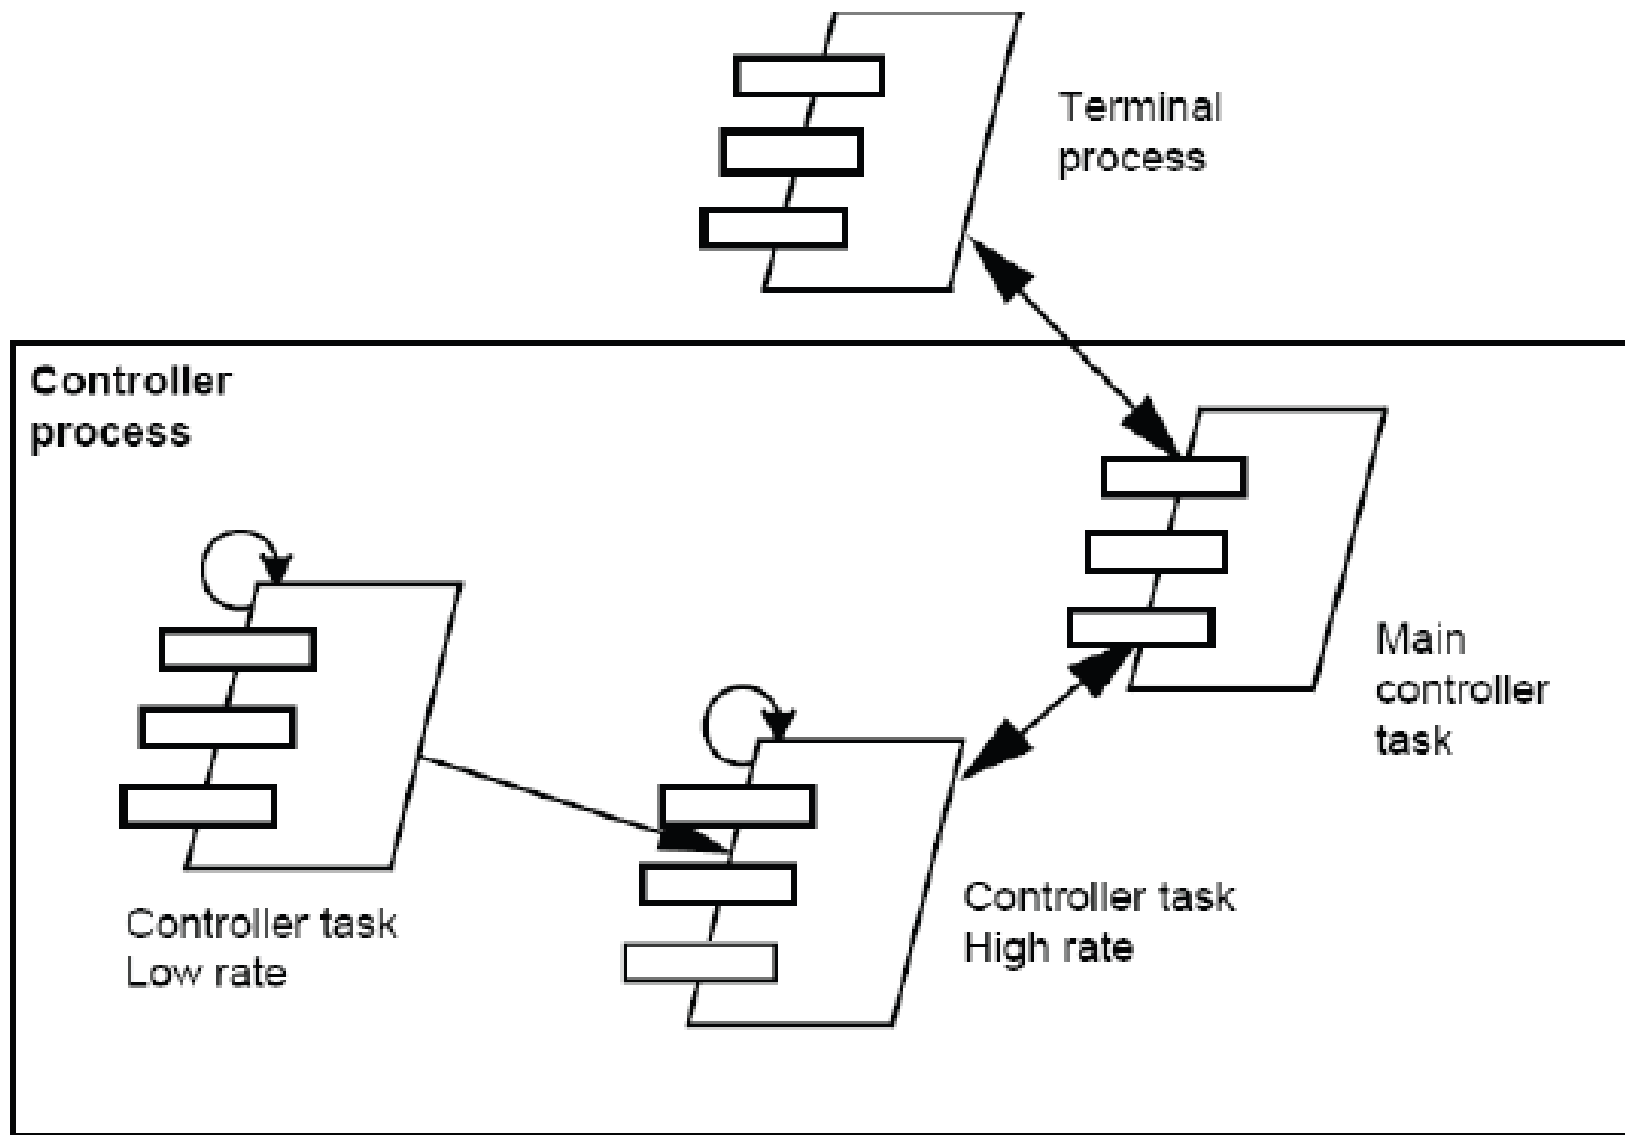 Terminal
process
Controller
process
Main
controller
task
Controller task
High rate
Controller task
Low rate